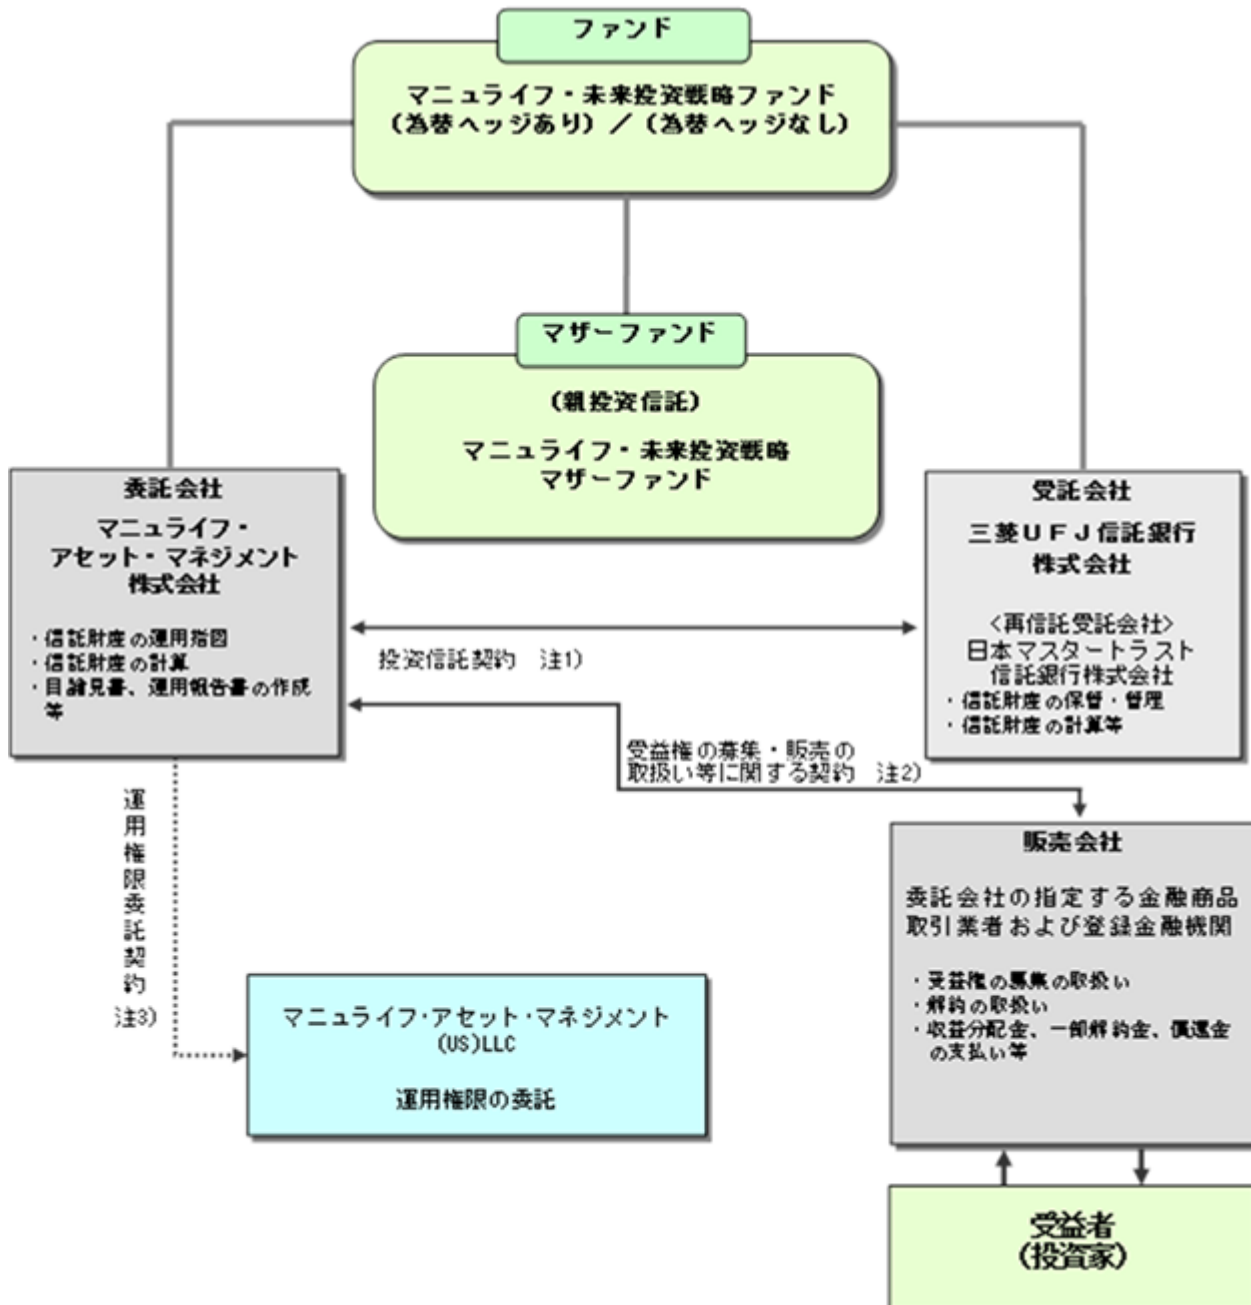 ファンド
マニュライフ・未来投資戦略ファンド
(為替ヘッジあり)/(為替ヘッジなし)
マザーファンド
(親投資信託)
マニュライフ・未来投資戦略
マザーファンド
委託会社
マニュライフ・
アセット・マネジメント
株式会社
・信託財産の運用指図
・信託財産の計算
・目論見書、運用報告書の作成
等
受託会社
三菱UFJ信託銀行
株式会社
<再信託受託会社>
日本マスタートラスト
信託銀行株式会社
・信託財産の保管・管理
・信託財産の計算等
投資信託契約 注1)
受益権の募集・販売の
取扱い等に関する契約 注2)
運用権限委託契約
注3)
マニュライフ・アセット・マネジメント
(US)LLC
運用権限の委託
販売会社
委託会社の指定する金融商品
取引業者および登録金融機関
・受益権の募集の取扱い
・解約の取扱い
・収益分配金、一部解約金、償還金
の支払い等
受益者
(投資家)